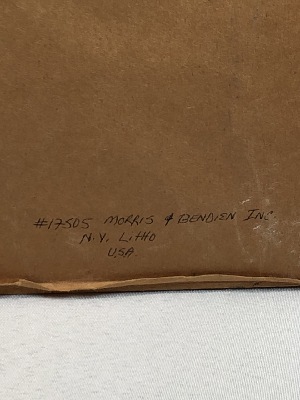 #17505 MORRIS & BENDIEN INC.
N.Y. LITHO
USA.